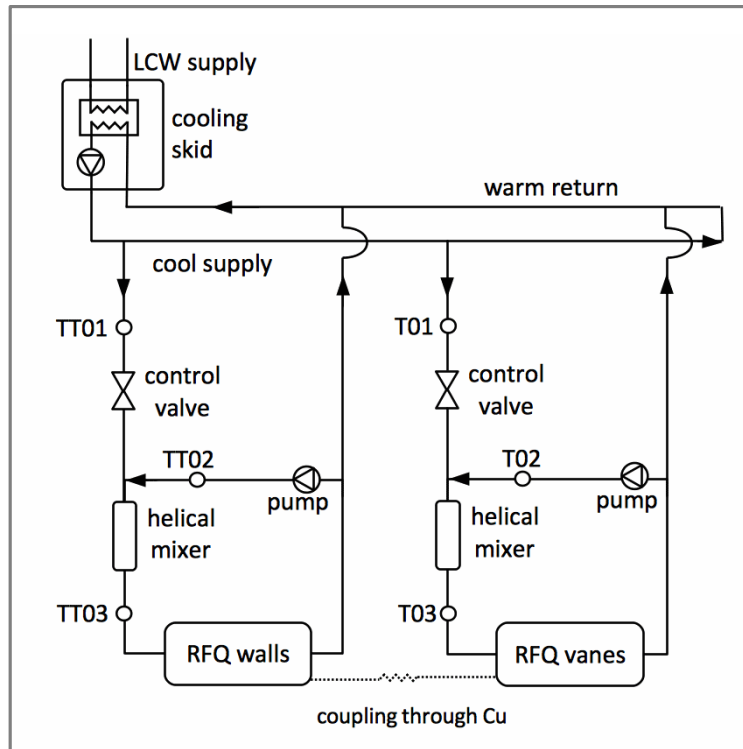 LCW supply
cooling
skid
warm return
cool supply
TT01
T01
control
valve
control
valve
TT02
T02
pump
pump
helical
mixer
helical
mixer
TT03
T03
RFQ walls
RFQ vanes
coupling through Cu